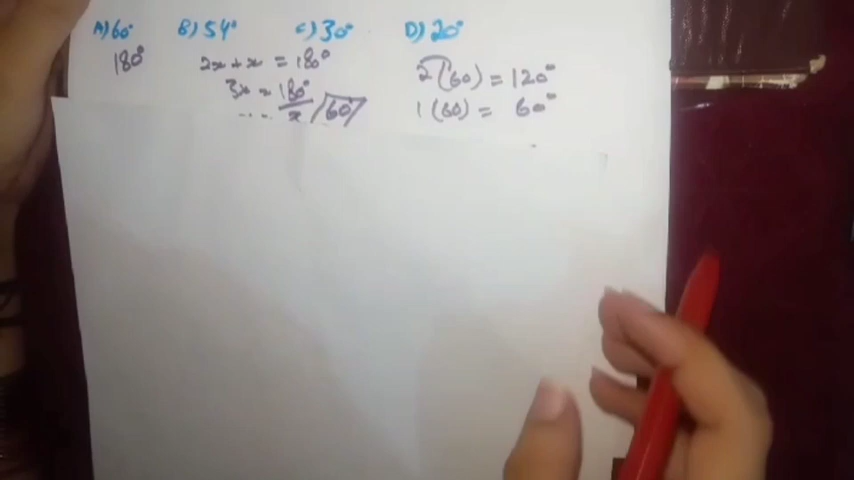 A) 60° B) 54° C) 30° D) 20°
180° 2x + x = 180° 2(60) = 120°
3x = 180° 1(60) = 60°
.... x / 60